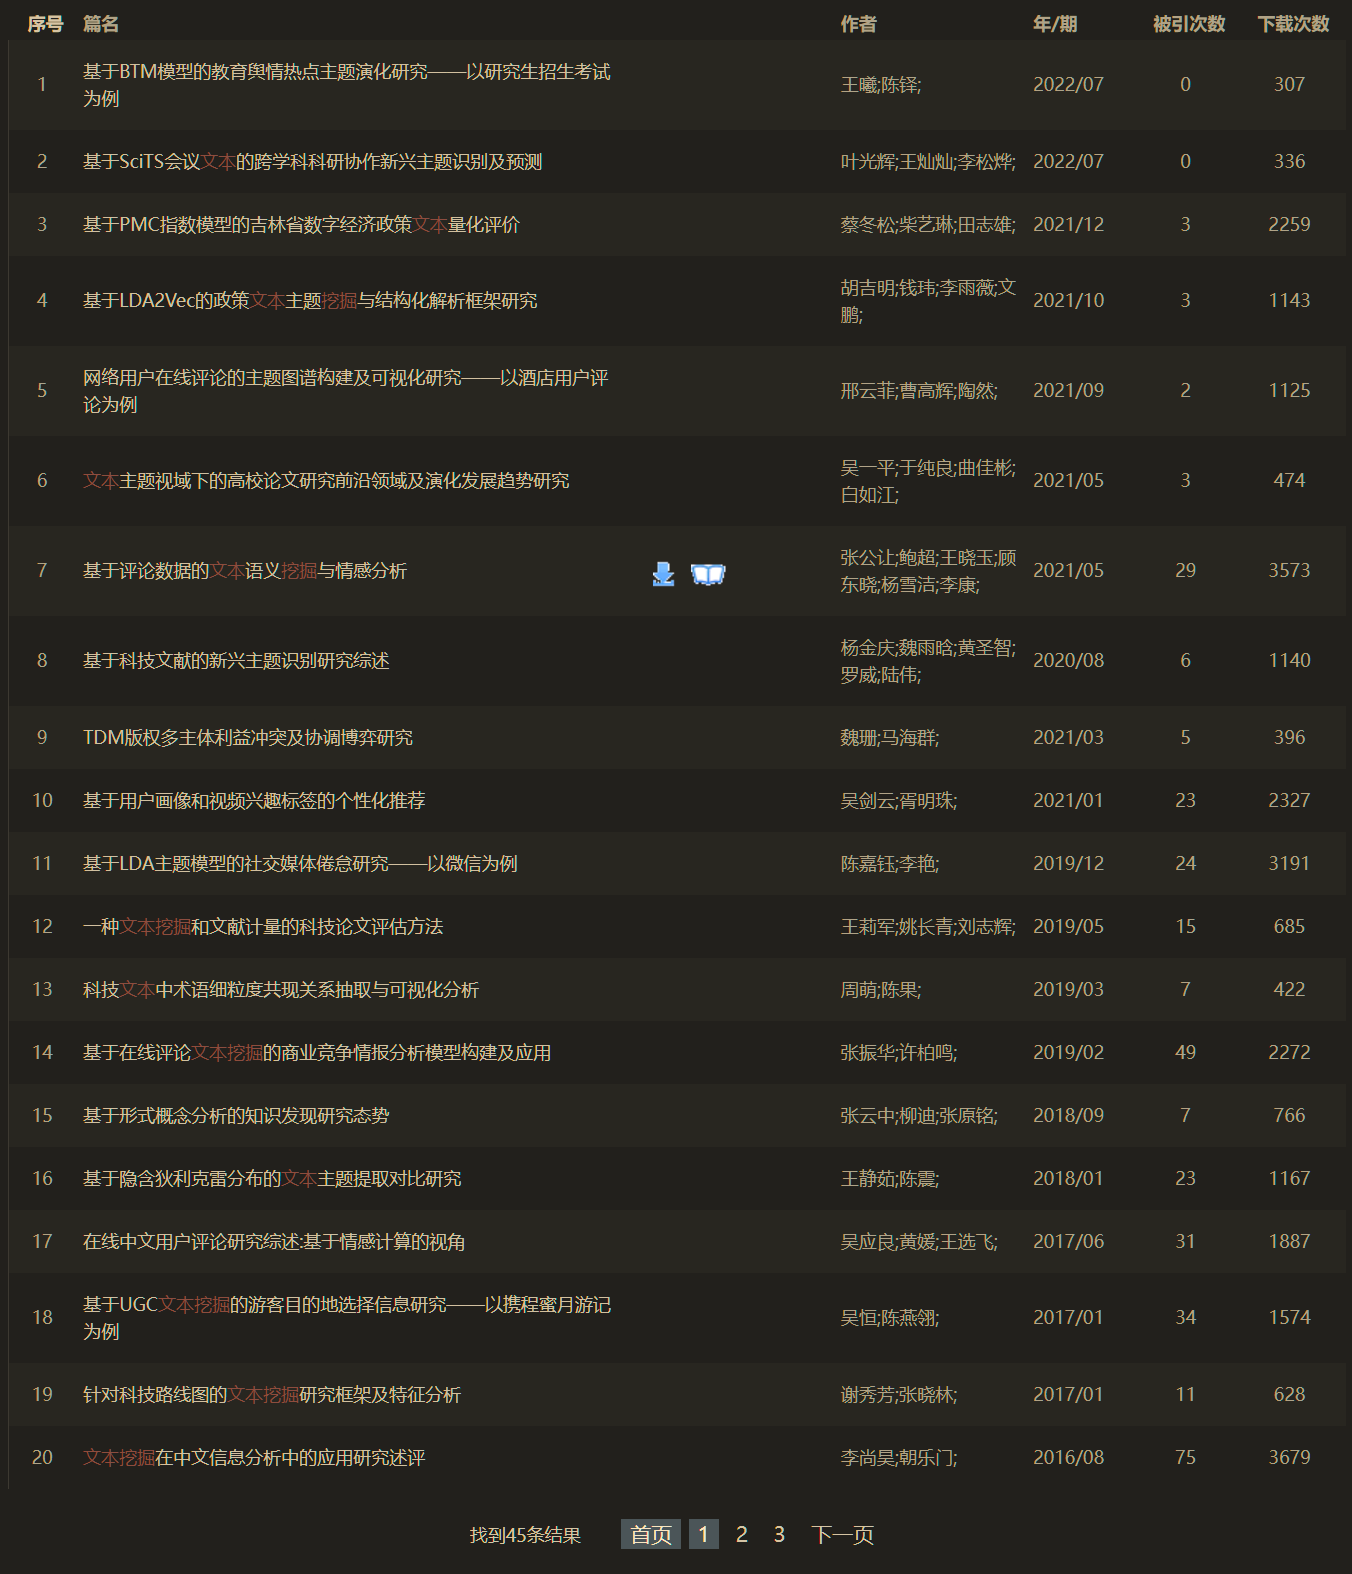 序号 篇名 作者 年/期 被引次数 下载次数
基于BTM模型的教育舆情热点主题演化研究——以研究生招生考试
1 王曦;陈铎; 2022/07 0 307
为例
2 基于SciTS会议文本的跨学科科研协作新兴主题识别及预测 叶光辉;王灿灿;李松烨; 2022/07 0 336
3 基于PMC指数模型的吉林省数字经济政策文本量化评价 蔡冬松;柴艺琳;田志雄; 2021/12 3 2259
胡吉明;钱玮;李雨薇;文
4 基于LDA2Vec的政策文本主题挖掘与结构化解析框架研究 2021/10 3 1143
鹏;
网络用户在线评论的主题图谱构建及可视化研究——以酒店用户评
5 邢云菲;曹高辉;陶然; 2021/09 2 1125
论为例
吴一平;于纯良;曲佳彬;
6 文本主题视域下的高校论文研究前沿领域及演化发展趋势研究 2021/05 3 474
白如江;
张公让;鲍超;王晓玉;顾
7 基于评论数据的文本语义挖掘与情感分析 2021/05 29 3573
东晓;杨雪洁;李康;
杨金庆;魏雨晗;黄圣智;
8 基于科技文献的新兴主题识别研究综述 2020/08 6 1140
罗威;陆伟;
9 TDM版权多主体利益冲突及协调博弈研究 魏珊;马海群; 2021/03 5 396
10 基于用户画像和视频兴趣标签的个性化推荐 吴剑云;胥明珠; 2021/01 23 2327
11 基于LDA主题模型的社交媒体倦怠研究——以微信为例 陈嘉钰;李艳; 2019/12 24 3191
12 一种文本挖掘和文献计量的科技论文评估方法 王莉军;姚长青;刘志辉; 2019/05 15 685
13 科技文本中术语细粒度共现关系抽取与可视化分析 周萌;陈果; 2019/03 7 422
14 基于在线评论文本挖掘的商业竞争情报分析模型构建及应用 张振华;许柏鸣; 2019/02 49 2272
15 基于形式概念分析的知识发现研究态势 张云中;柳迪;张原铭; 2018/09 7 766
16 基于隐含狄利克雷分布的文本主题提取对比研究 王静茹;陈震; 2018/01 23 1167
17 在线中文用户评论研究综述:基于情感计算的视角 吴应良;黄媛;王选飞; 2017/06 31 1887
基于UGC文本挖掘的游客目的地选择信息研究——以携程蜜月游记
18 吴恒;陈燕翎; 2017/01 34 1574
为例
19 针对科技路线图的文本挖掘研究框架及特征分析 谢秀芳;张晓林; 2017/01 11 628
20 文本挖掘在中文信息分析中的应用研究述评 李尚昊;朝乐门; 2016/08 75 3679
找到45条结果 首页 1 2 3 下一页